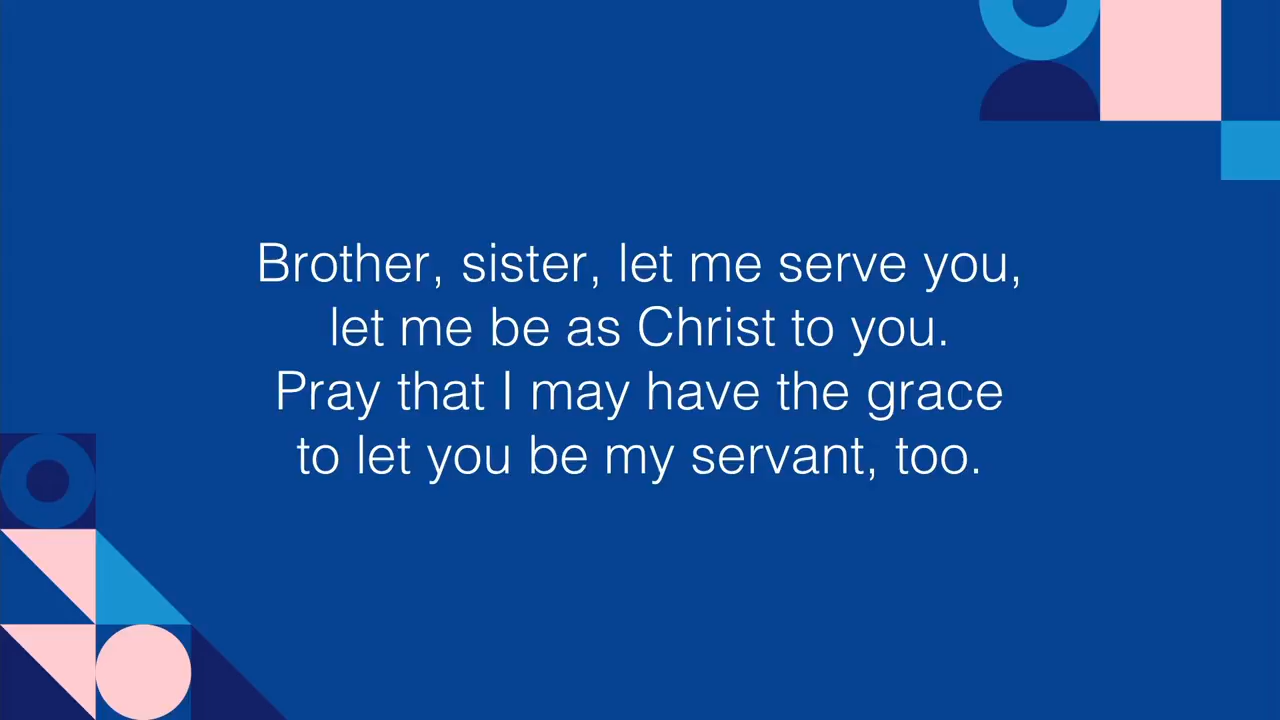 Brother, sister, let me serve you,
let me be as Christ to you.
Pray that I may have the grace
to let you be my servant, too.